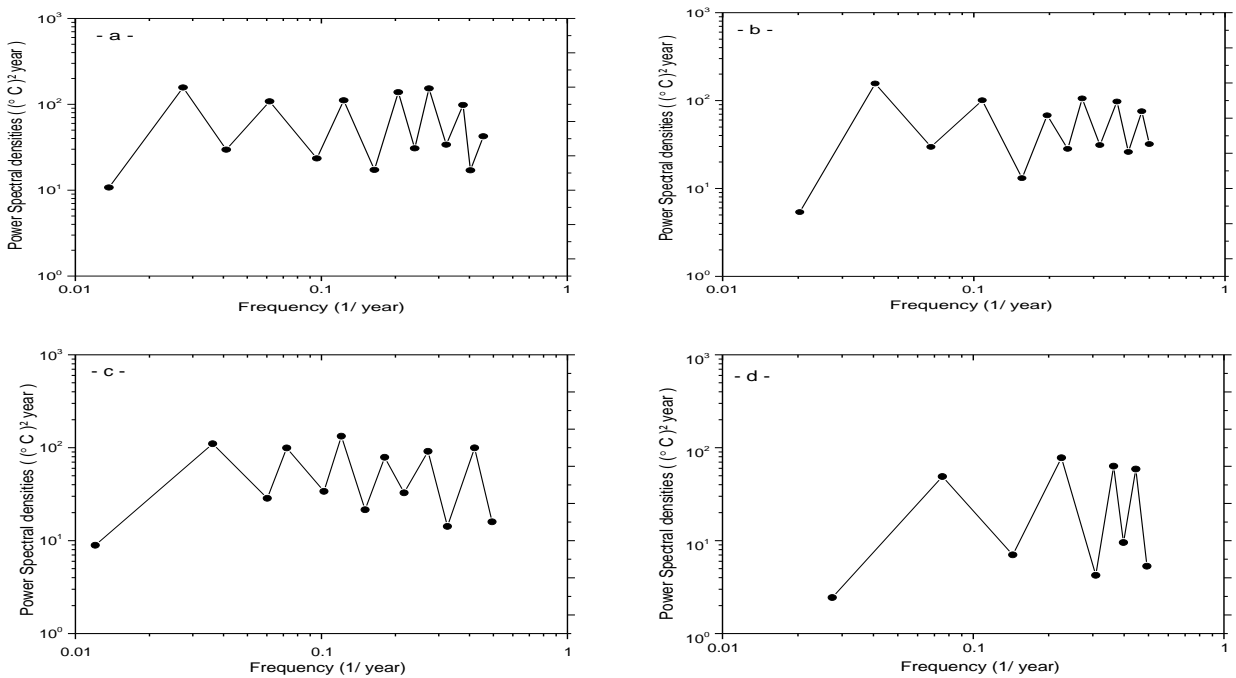 - a -
10³
10²
10¹
10⁰
0.01
0.1
1
Power Spectral densities ( (° C )² year )
Frequency (1/ year)
- b -
10³
10²
10¹
10⁰
0.01
0.1
1
Power Spectral densities ( (° C )² year )
Frequency (1/ year)
- c -
10³
10²
10¹
10⁰
0.01
0.1
1
Power Spectral densities ( (° C )² year )
Frequency (1/ year)
- d -
10³
10²
10¹
10⁰
0.01
0.1
1
Power Spectral densities ( (° C )² year )
Frequency (1/ year)